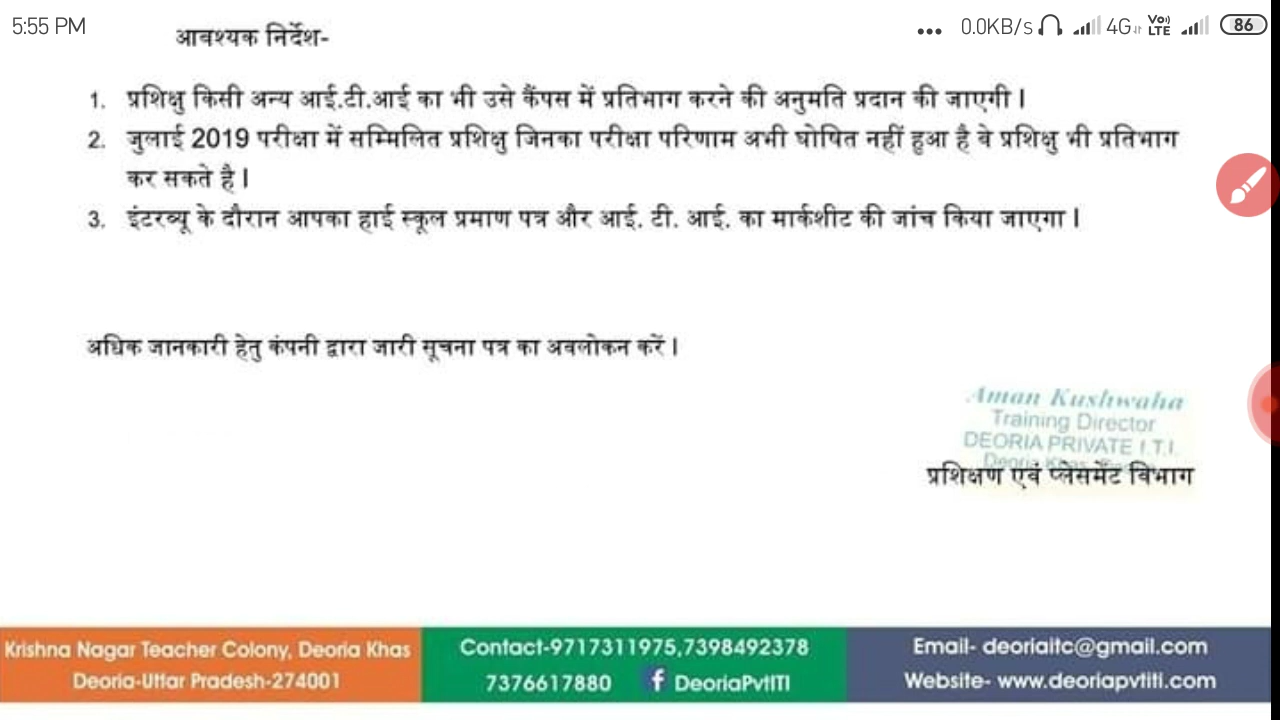 5:55 PM
0.0KB/s 4G VoLTE 86
आवश्यक निर्देश-
1. प्रशिक्षु किसी अन्य आई.टी.आई का भी उसे कैंपस में प्रतिभाग करने की अनुमति प्रदान की जाएगी।
2. जुलाई 2019 परीक्षा में सम्मिलित प्रशिक्षु जिनका परीक्षा परिणाम अभी घोषित नहीं हुआ है बे प्रशिक्षु भी प्रतिभाग
कर सकते है।
3. इंटरव्यू के दौरान आपका हाई स्कूल प्रमाण पत्र और आई. टी. आई. का मार्कशीट की जांच किया जाएगा।
अधिक जानकारी हेतु कंपनी द्वारा जारी सूचना पत्र का अवलोकन करें।
Aman Kushwaha
Training Director
DEORIA PRIVATE I.T.I.
Deoria
प्रशिक्षण एवं प्लेसमेंट विभाग
Krishna Nagar Teacher Colony, Deoria Khas
Deoria-Uttar Pradesh-274001
Contact-9717311975,7398492378
7376617880 f DeoriaPvtITI
Email- deoriaitc@gmail.com
Website- www.deoriapvtiti.com